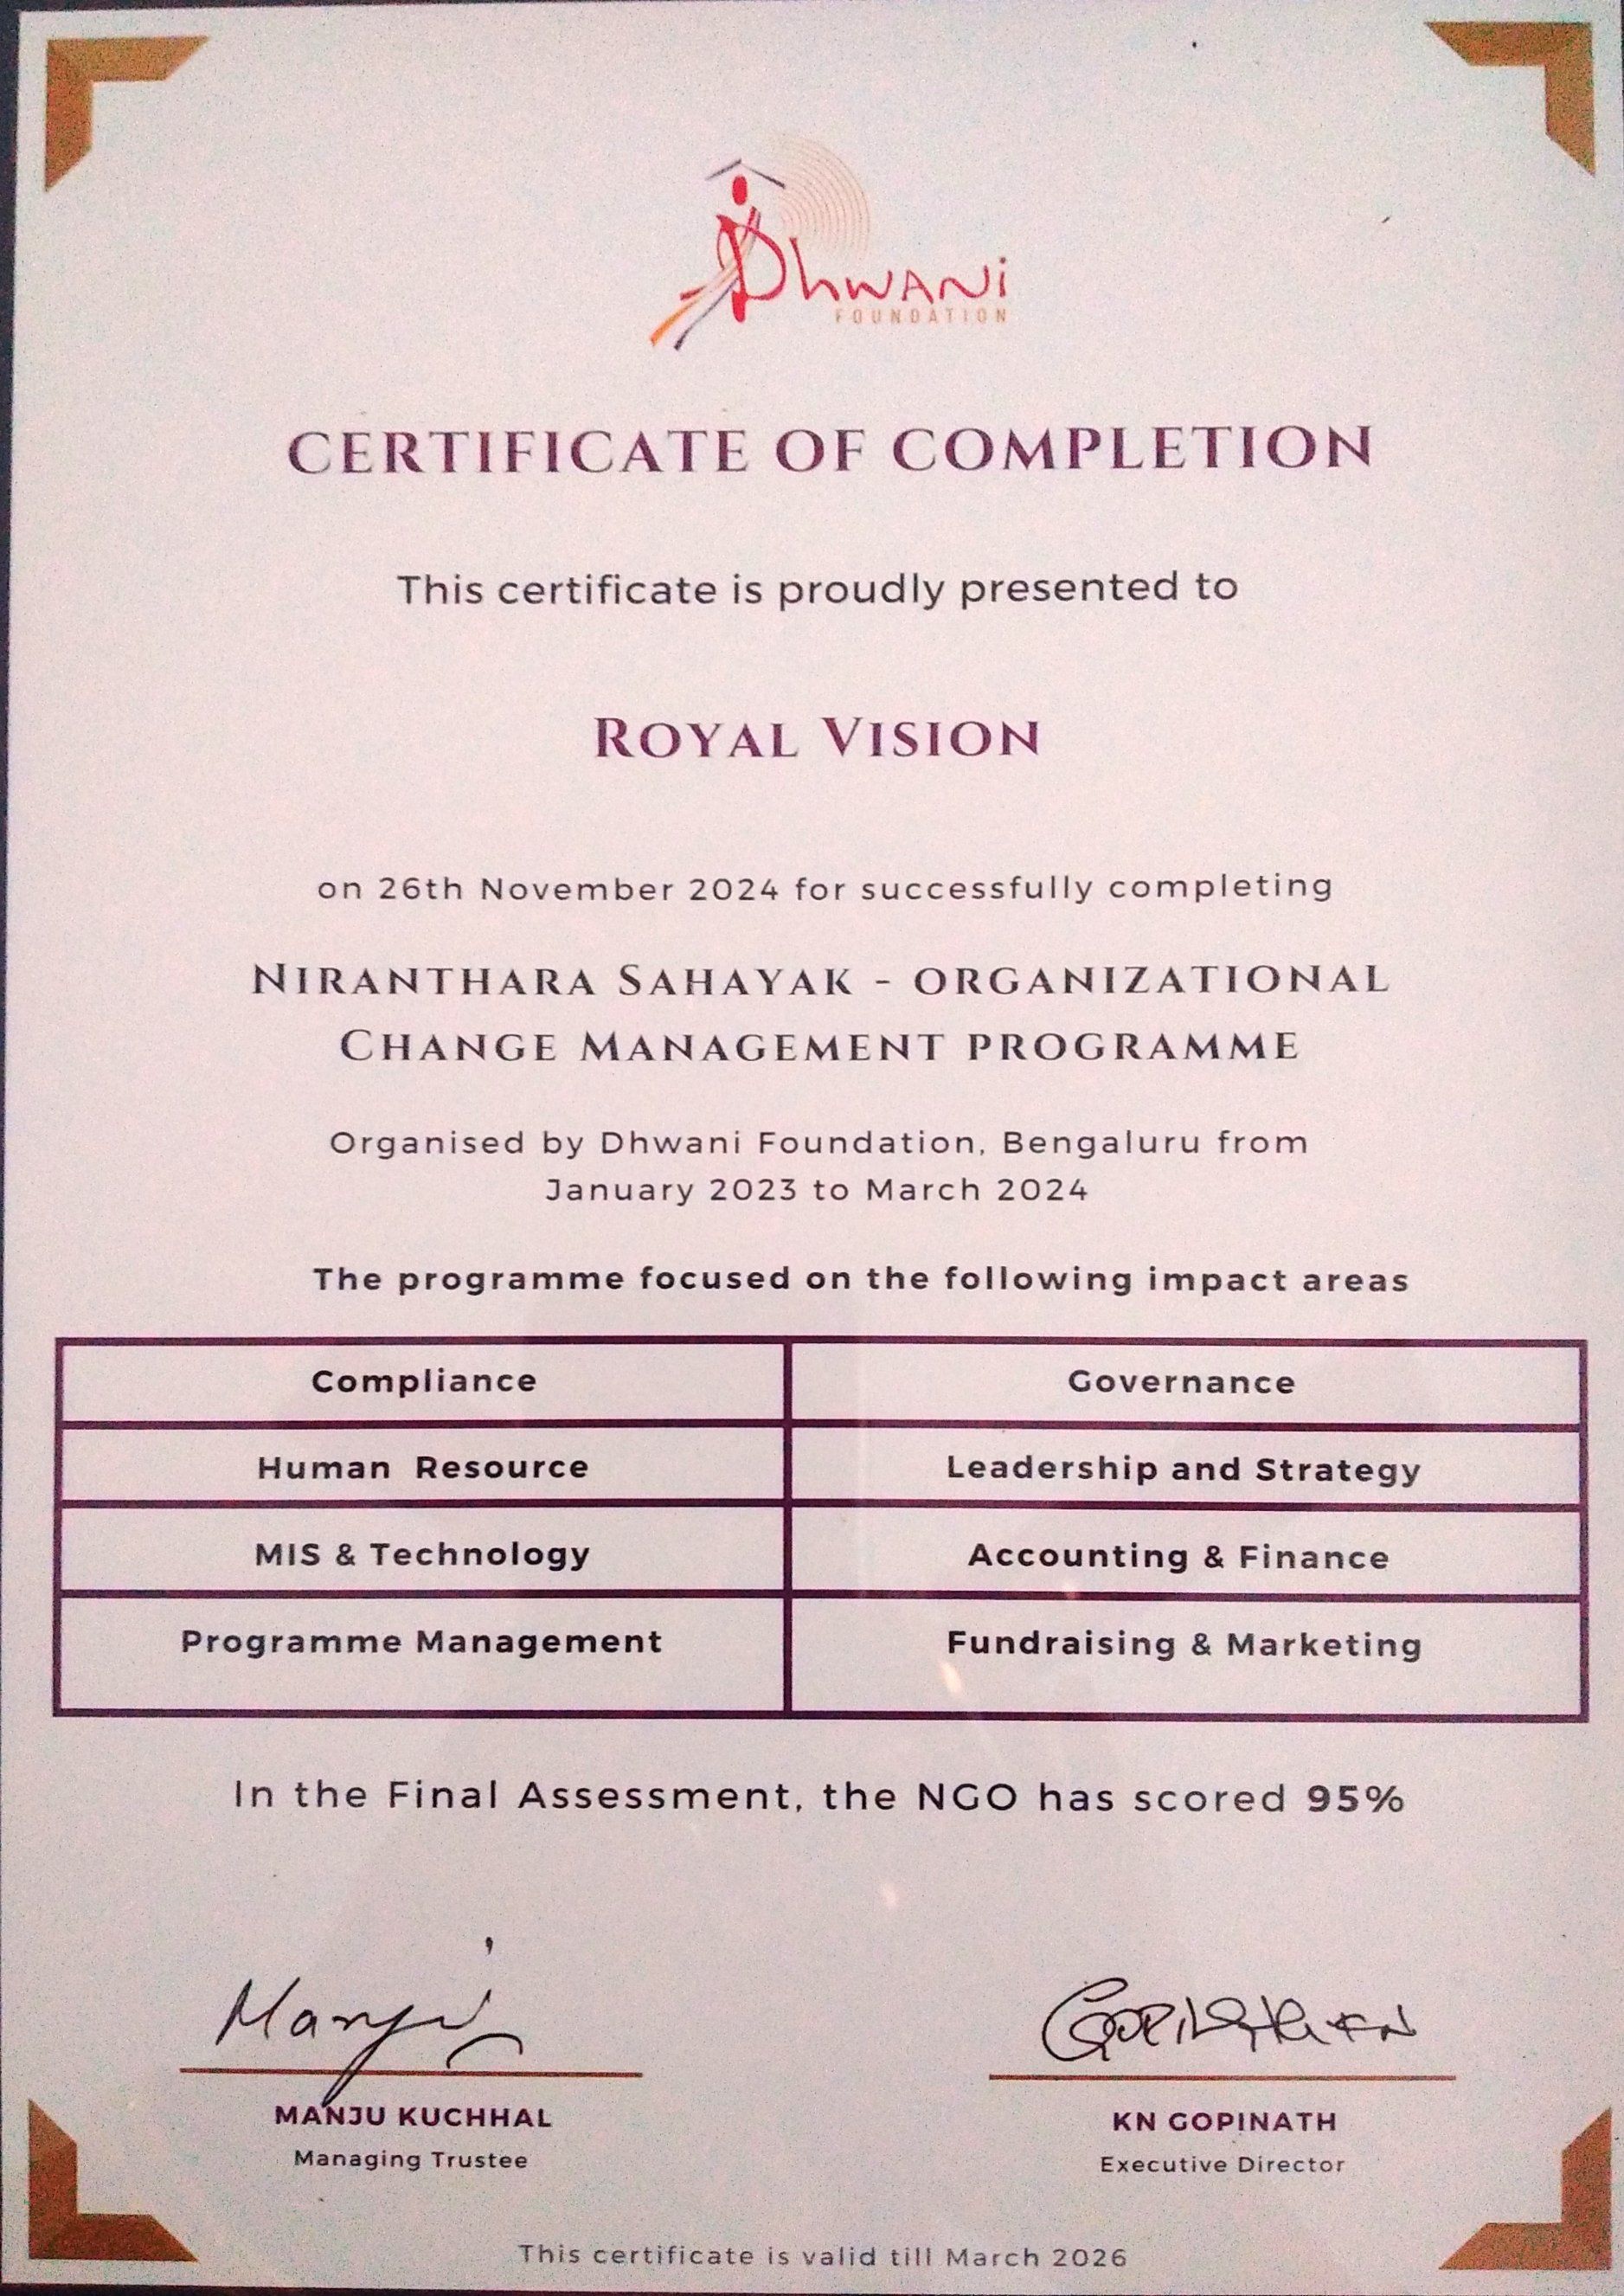 Dhwani
FOUNDATION
CERTIFICATE OF COMPLETION
This certificate is proudly presented to
ROYAL VISION
on 26th November 2024 for successfully completing
NIRANTHARA SAHAYAK - ORGANIZATIONAL
CHANGE MANAGEMENT PROGRAMME
Organised by Dhwani Foundation, Bengaluru from
January 2023 to March 2024
The programme focused on the following impact areas
Compliance Governance
Human Resource Leadership and Strategy
MIS & Technology Accounting & Finance
Programme Management Fundraising & Marketing
In the Final Assessment, the NGO has scored 95%
Manju Gopinath KN
MANJU KUCHHAL KN GOPINATH
Managing Trustee Executive Director
This certificate is valid till March 2026